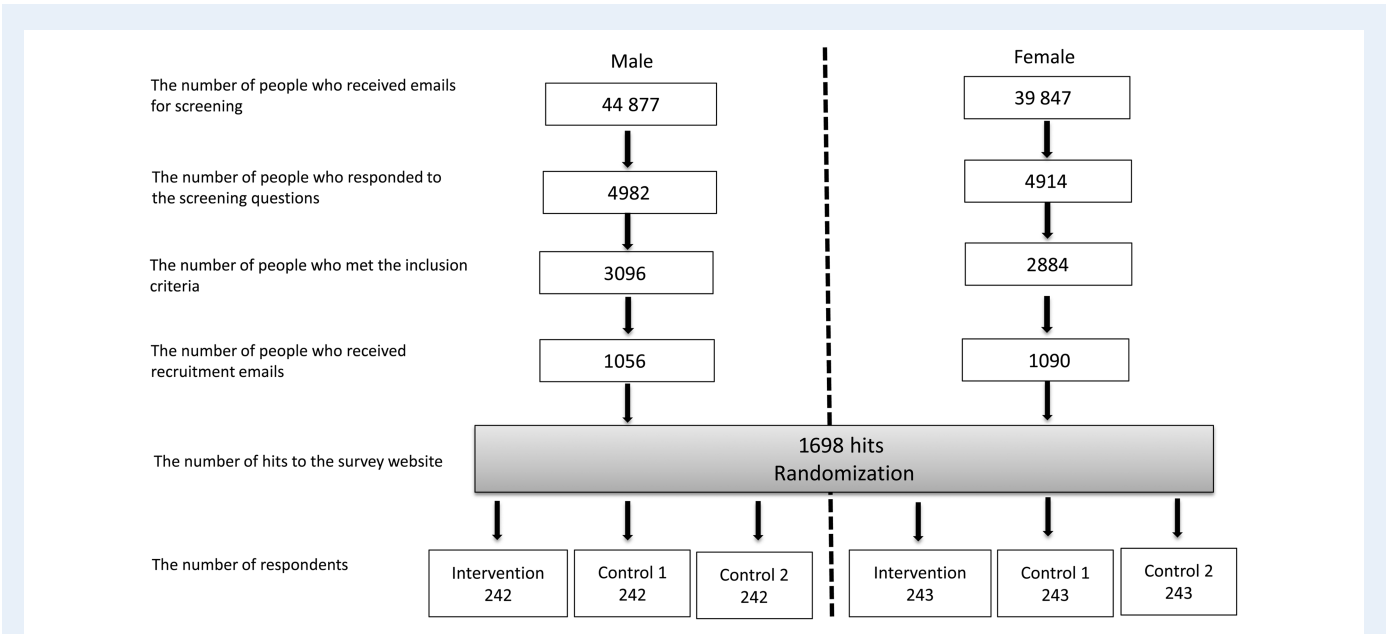 Male
Female
The number of people who received emails
for screening
44 877
39 847
The number of people who responded to
the screening questions
4982
4914
The number of people who met the inclusion
criteria
3096
2884
The number of people who received
recruitment emails
1056
1090
The number of hits to the survey website
1698 hits
Randomization
The number of respondents
Intervention
242
Control 1
242
Control 2
242
Intervention
243
Control 1
243
Control 2
243